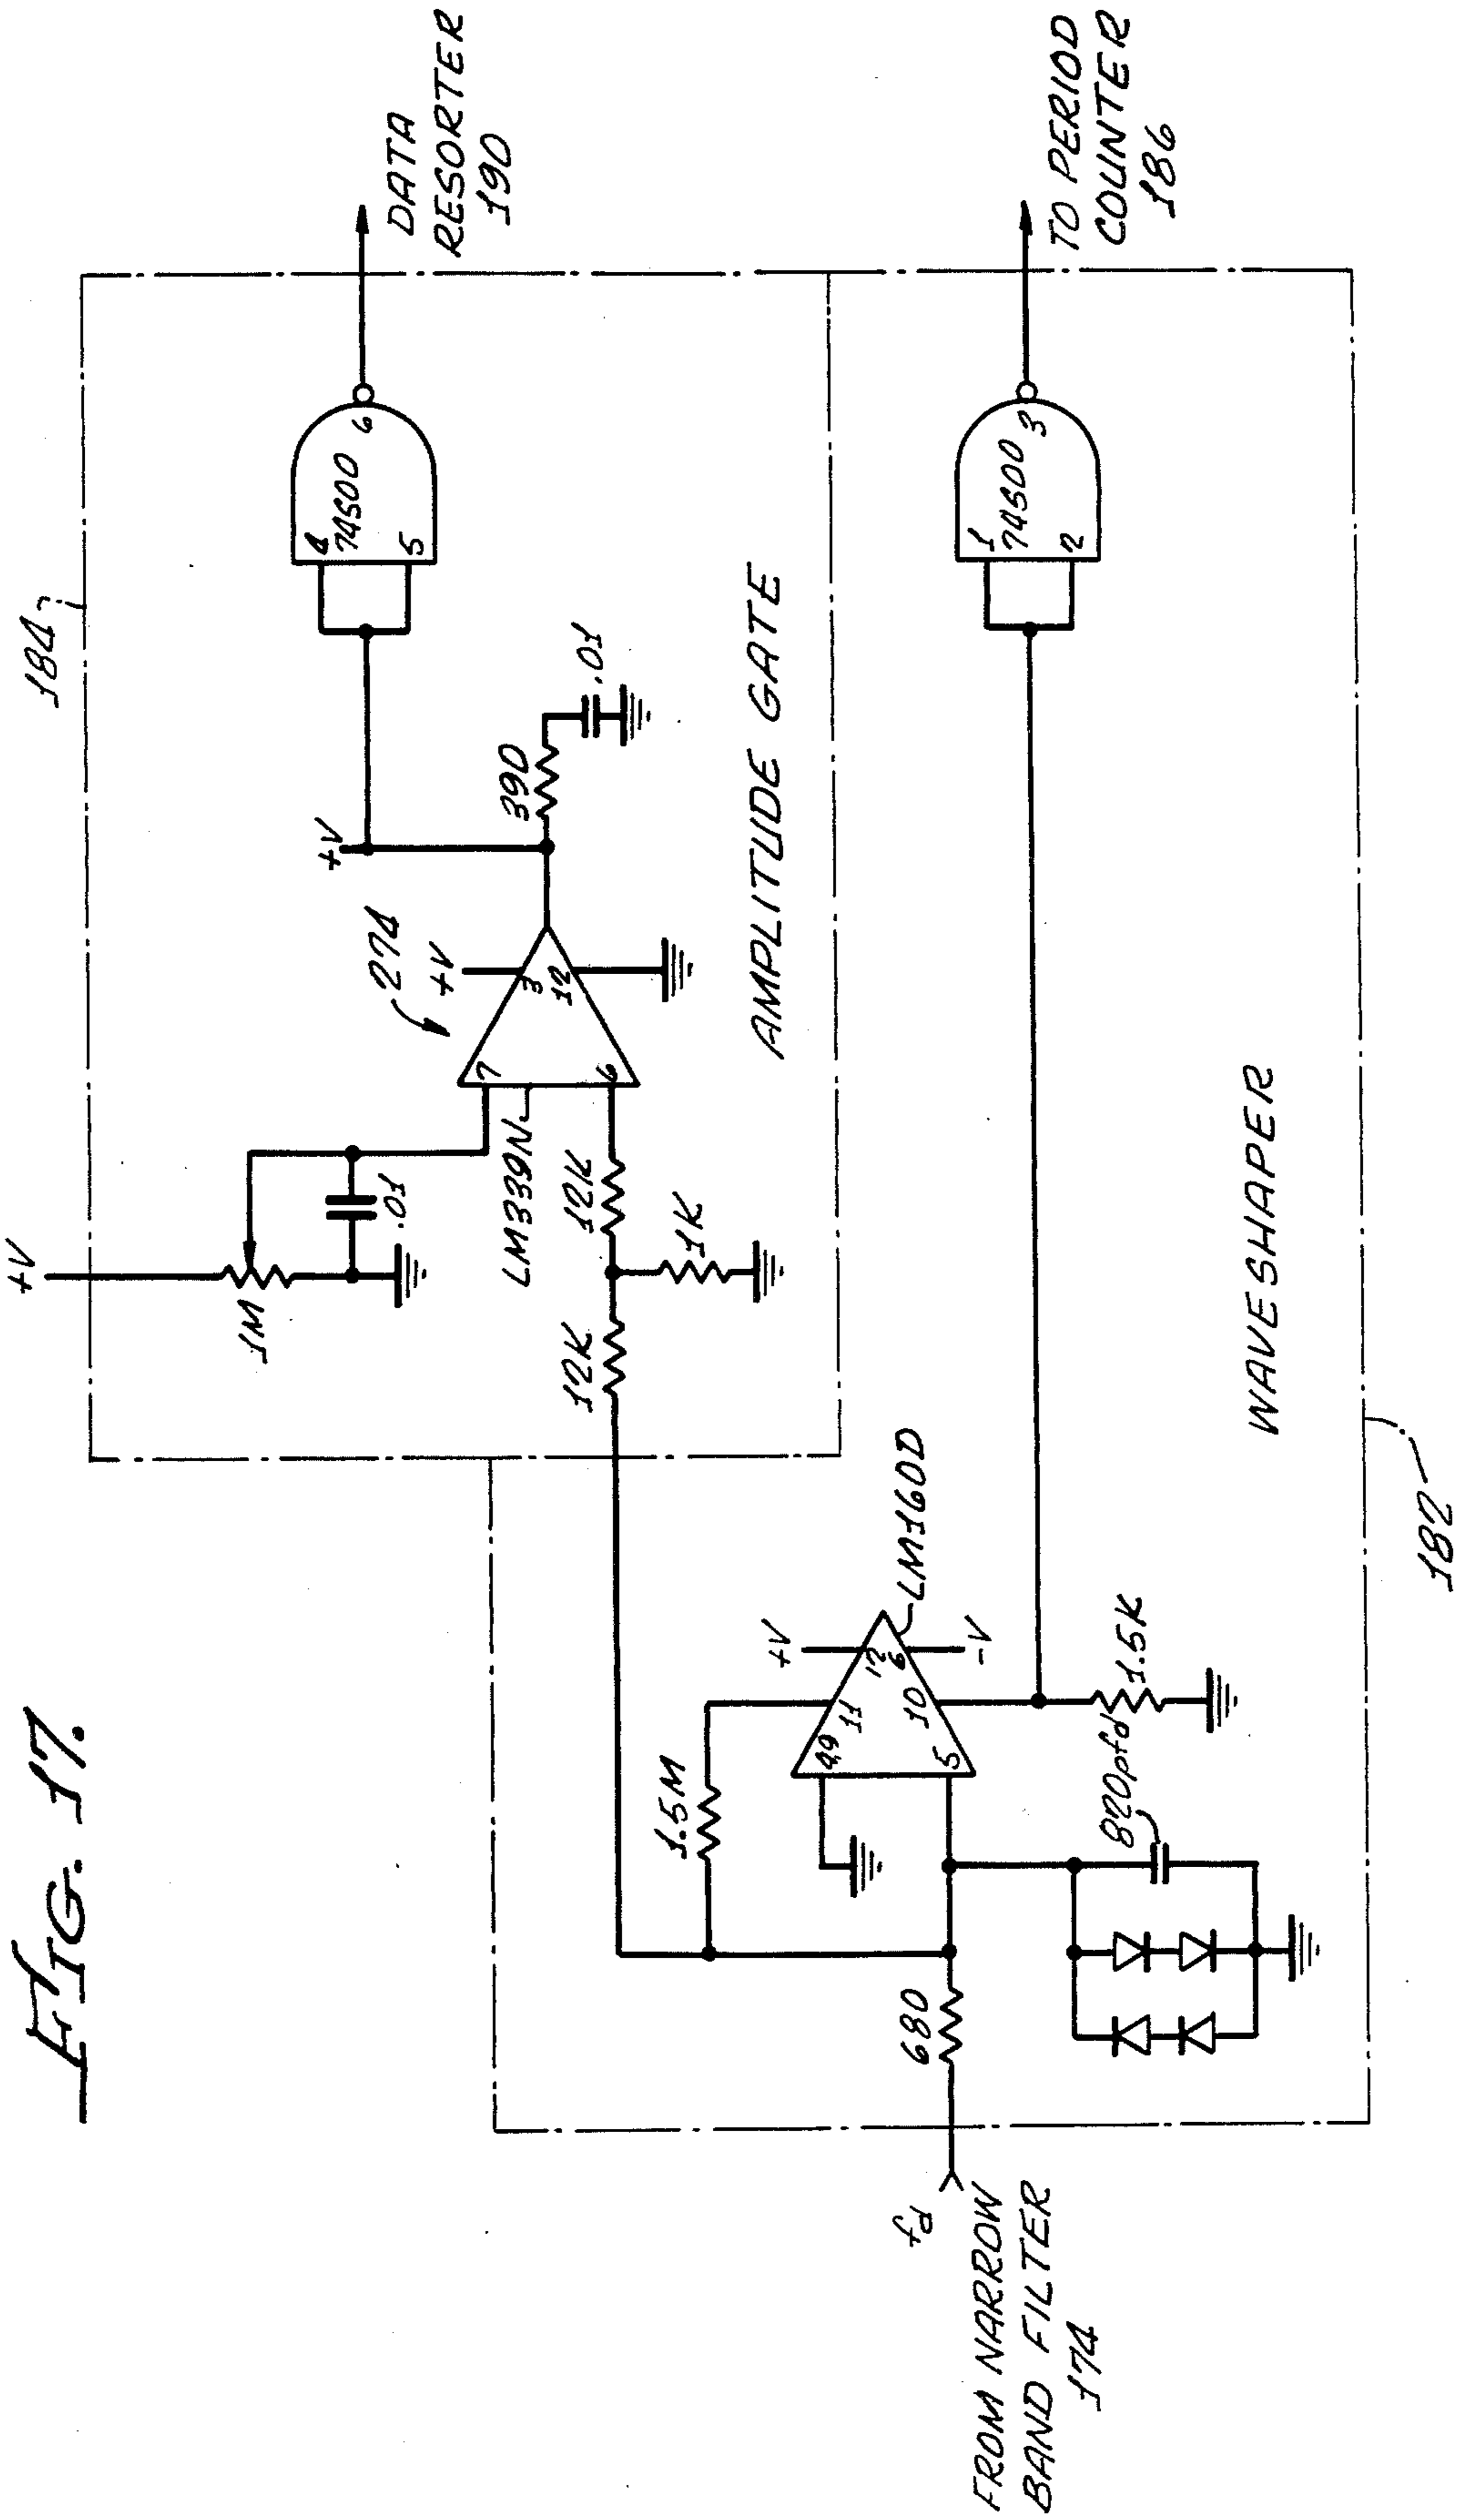 FIG. 17.
184
+V
1M
.01
DATA
RESORTER
190
4
74S00
5
6
+V
274
+V
390
.01
7
3
12
6
LM339N
12K
12K
1K
AMPLITUDE GATE
TO PERIOD
COUNTER
186
1
74S00
2
3
1.5M
+V
LM160D
4,9
11
12
6
10
5
-V
1.5K
820pfd
680
fd
FROM NARROW
BAND FILTER
174
WAVESHAPER
182